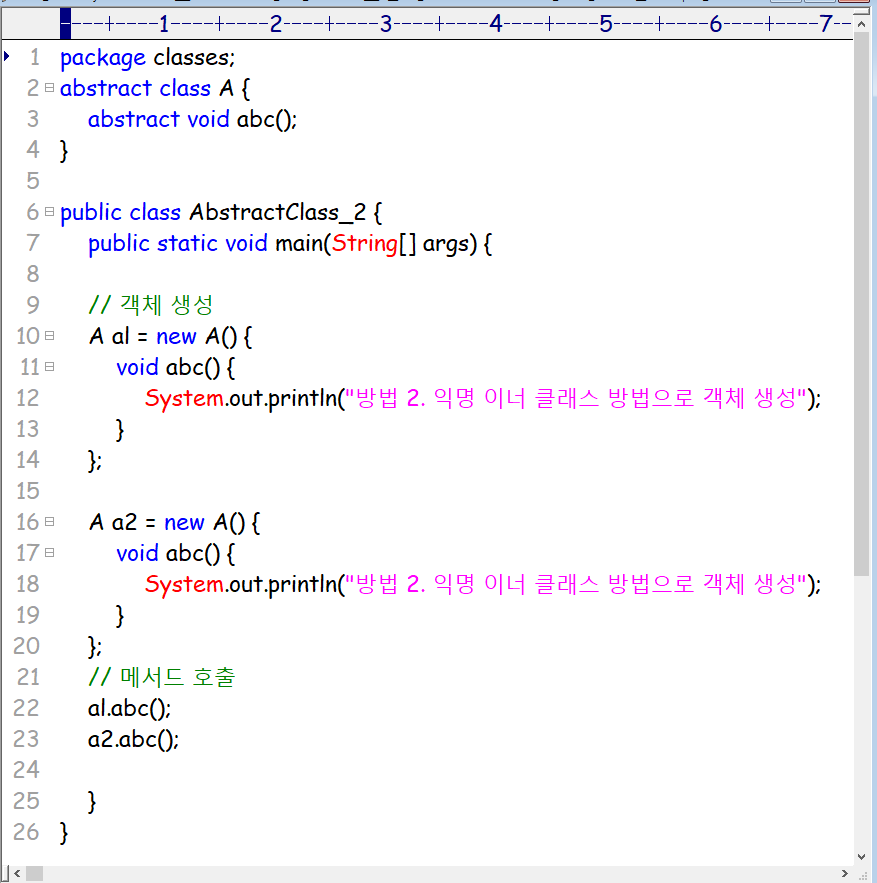 1 2 3 4 5 6 7
1 package classes;
2 abstract class A {
3 abstract void abc();
4 }
5
6 public class AbstractClass_2 {
7 public static void main(String[] args) {
8
9 // 객체 생성
10 A al = new A() {
11 void abc() {
12 System.out.println("방법 2. 익명 이너 클래스 방법으로 객체 생성");
13 }
14 };
15
16 A a2 = new A() {
17 void abc() {
18 System.out.println("방법 2. 익명 이너 클래스 방법으로 객체 생성");
19 }
20 };
21 // 메서드 호출
22 al.abc();
23 a2.abc();
24
25 }
26 }